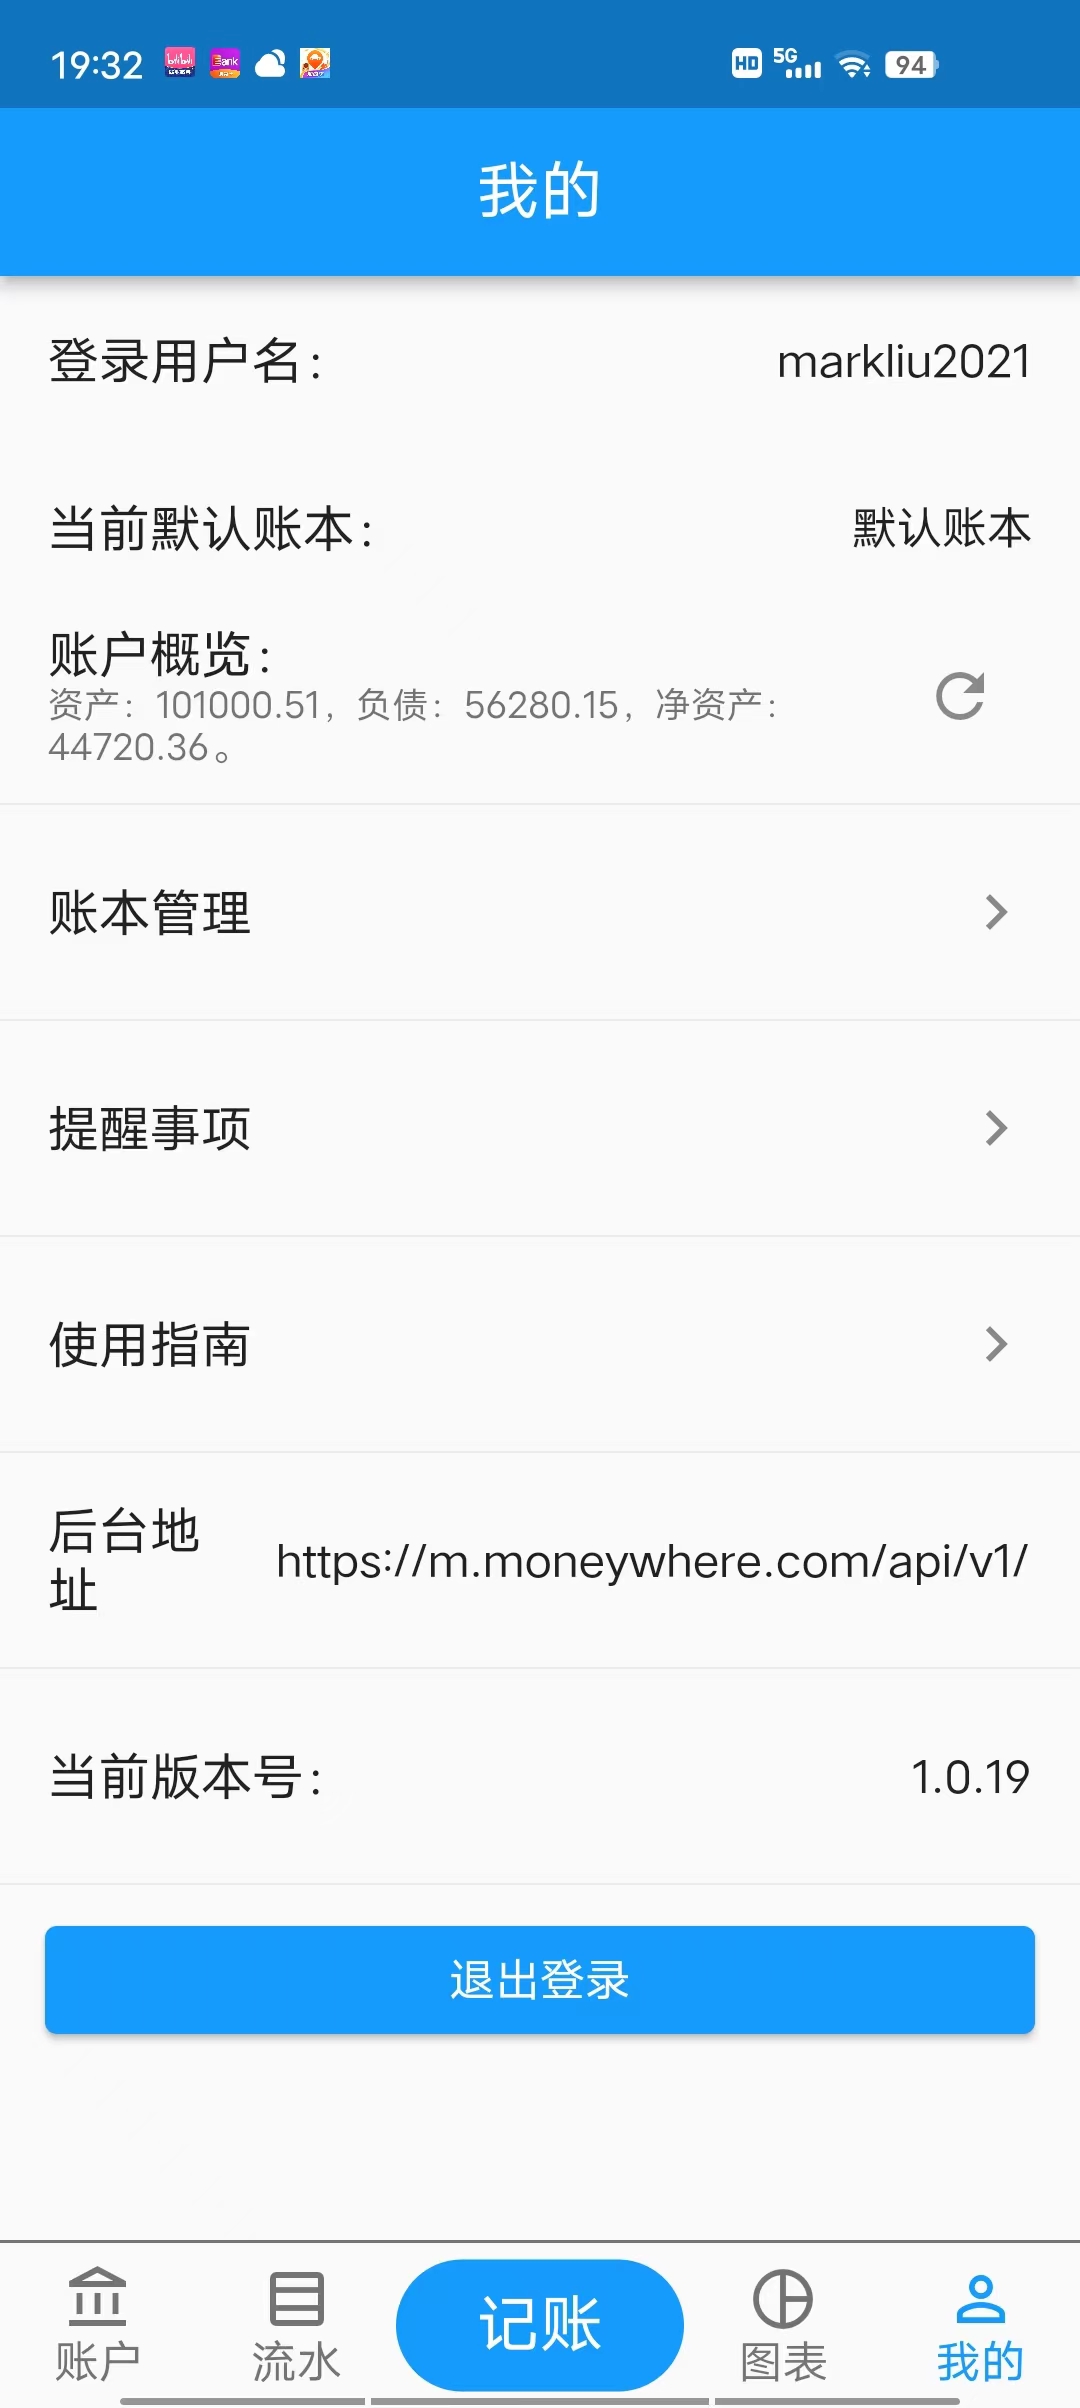 19:32
HD 5G 94
我的
登录用户名: markliu2021
当前默认账本: 默认账本
账户概览:
资产: 101000.51, 负债: 56280.15, 净资产:
44720.36。
账本管理
提醒事项
使用指南
后台地
址
https://m.moneywhere.com/api/v1/
当前版本号: 1.0.19
退出登录
账户 流水 记账 图表 我的